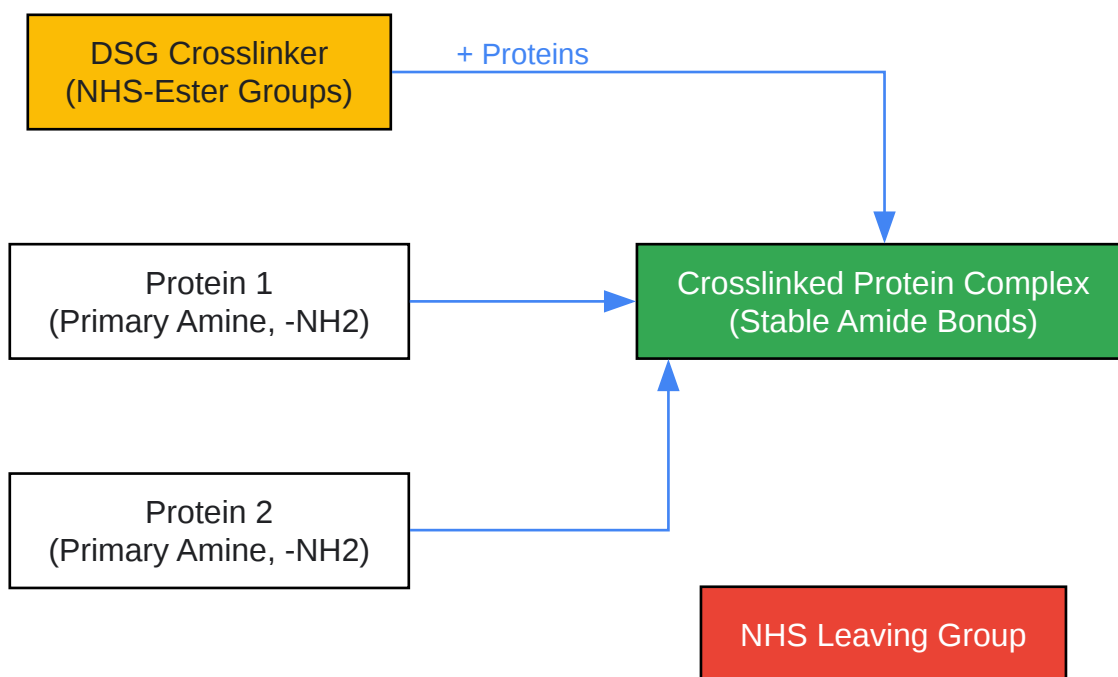 DSG Crosslinker
(NHS-Ester Groups)
+ Proteins
Protein 1
(Primary Amine, -NH2)
Crosslinked Protein Complex
(Stable Amide Bonds)
Protein 2
(Primary Amine, -NH2)
NHS Leaving Group